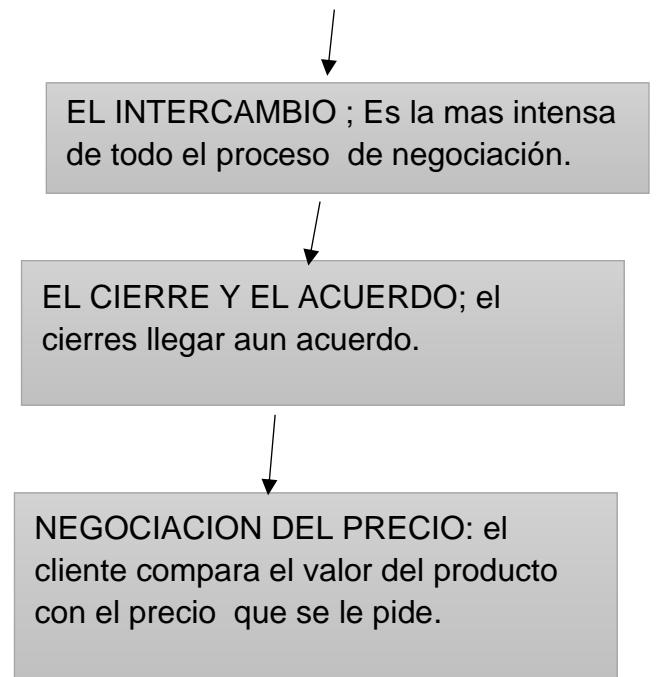 EL INTERCAMBIO ; Es la mas intensa
de todo el proceso  de negociación.
EL CIERRE Y EL ACUERDO; el
cierres llegar aun acuerdo.
NEGOCIACION DEL PRECIO: el
cliente compara el valor del producto
con el precio  que se le pide.